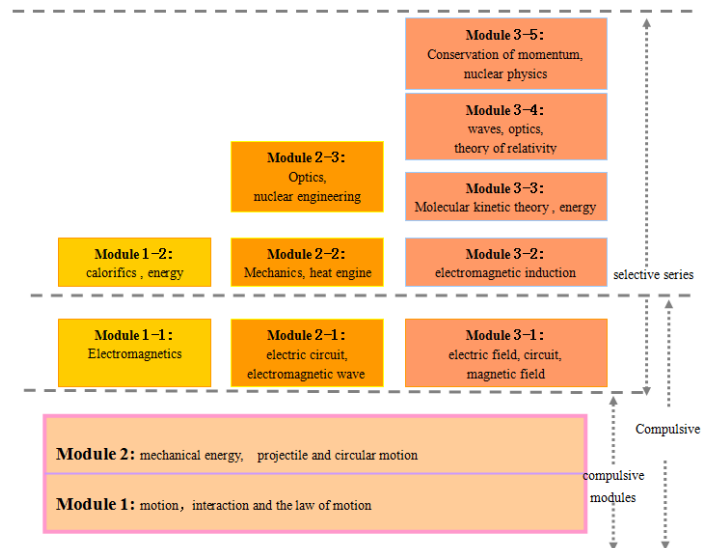 Module 3-5:
Conservation of momentum,
nuclear physics
Module 3-4:
waves, optics,
theory of relativity
Module 2-3:
Optics,
nuclear engineering
Module 3-3:
Molecular kinetic theory , energy
Module 1-2:
calorifics , energy
Module 2-2:
Mechanics, heat engine
Module 3-2:
electromagnetic induction
selective series
Module 1-1:
Electromagnetics
Module 2-1:
electric circuit,
electromagnetic wave
Module 3-1:
electric field, circuit,
magnetic field
Compulsive
Module 2: mechanical energy, projectile and circular motion
compulsive
modules
Module 1: motion, interaction and the law of motion